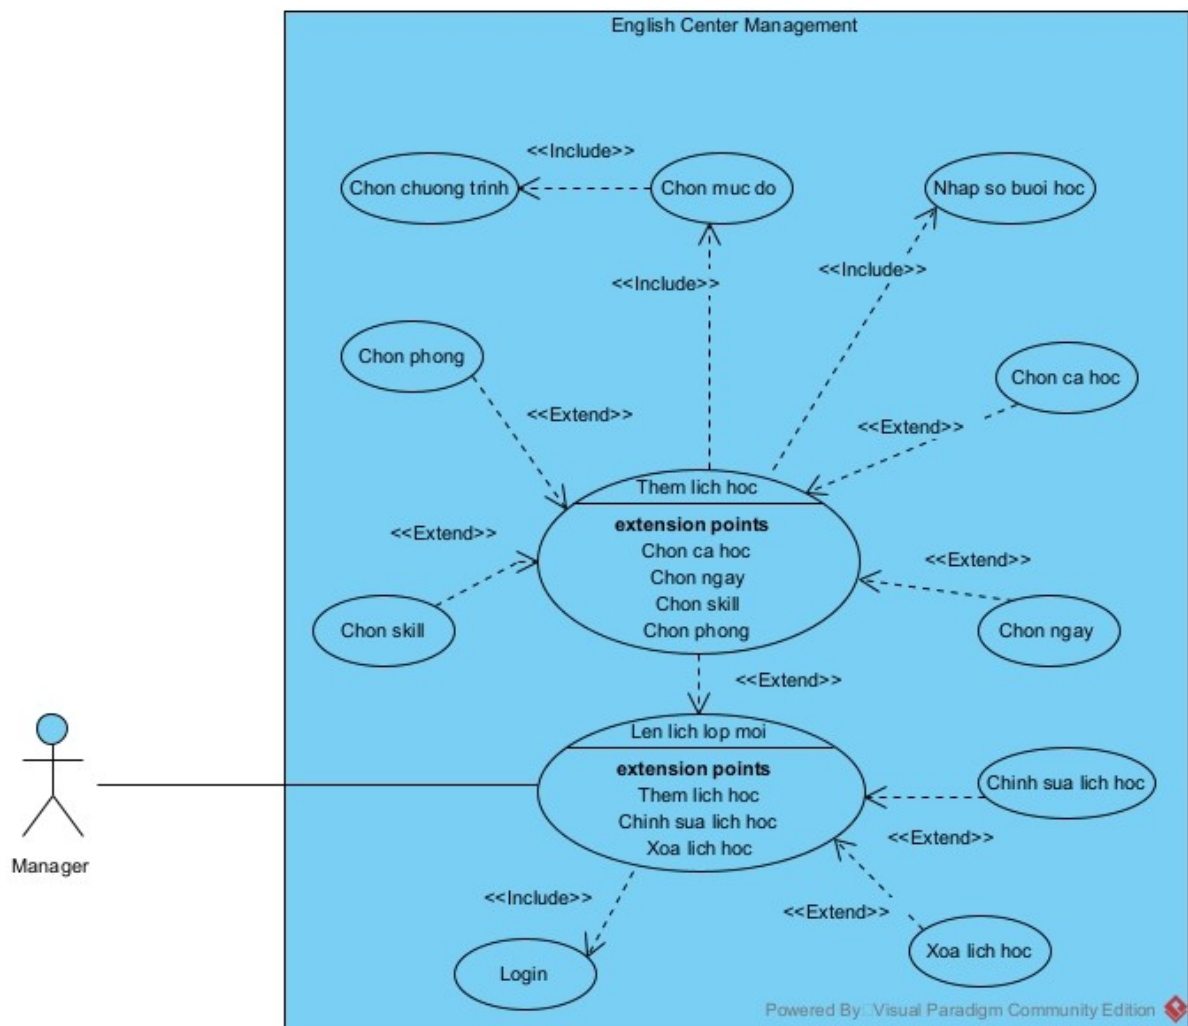 English Center Management
<<Include>>
Chon chuong trinh
Chon muc do
Nhap so buoi hoc
<<Include>>
<<Include>>
Chon phong
Chon ca hoc
<<Extend>>
<<Extend>>
Them lich hoc
extension points
Chon ca hoc
Chon ngay
Chon skill
Chon phong
<<Extend>>
<<Extend>>
Chon skill
Chon ngay
<<Extend>>
Len lich lop moi
extension points
Them lich hoc
Chinh sua lich hoc
Xoa lich hoc
Chinh sua lich hoc
<<Extend>>
Manager
<<Include>>
<<Extend>>
Login
Xoa lich hoc
Powered By Visual Paradigm Community Edition